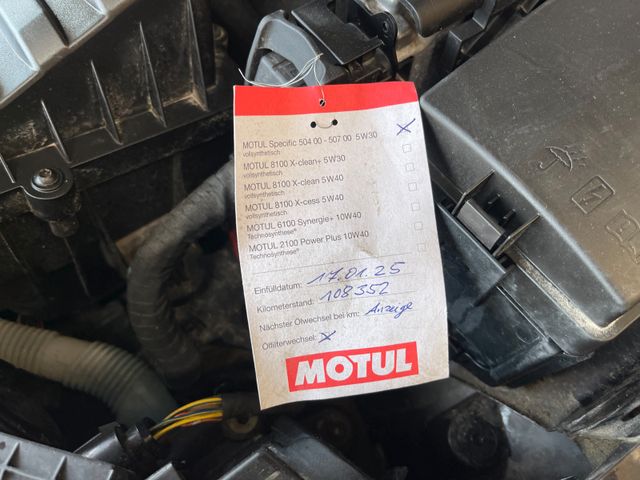 MOTUL Specific 504 00 - 507 00 5W30
vollsynthetisch
MOTUL 8100 X-clean+ 5W30
vollsynthetisch
MOTUL 8100 X-clean 5W40
vollsynthetisch
MOTUL 8100 X-cess 5W40
vollsynthetisch
MOTUL 6100 Synergie+ 10W40
Technosynthese®
MOTUL 2100 Power Plus 10W40
Technosynthese®
Einfülldatum: 17.01.25
Kilometerstand: 108352
Nächster Ölwechsel bei km: Anzeige
Ölfilterwechsel: x
MOTUL